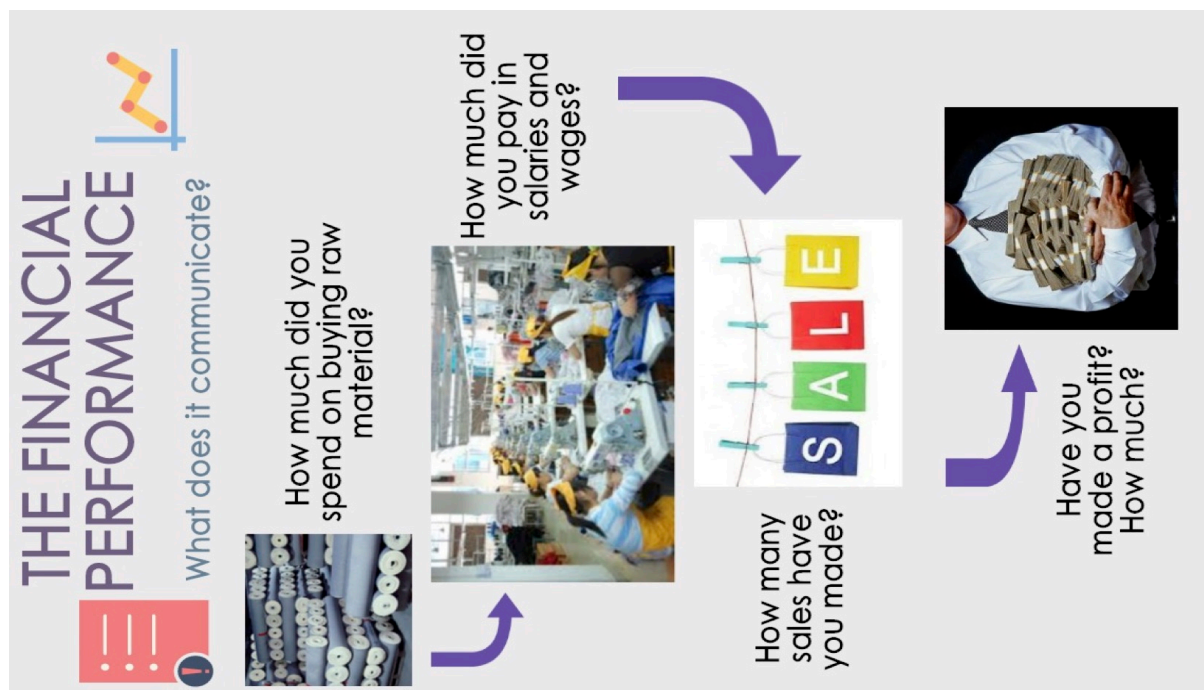 THE FINANCIAL
PERFORMANCE
What does it communicate?
How much did you
spend on buying raw
material?
How much did
you pay in
salaries and
wages?
S A L E
How many
sales have
you made?
Have you
made a profit?
How much?